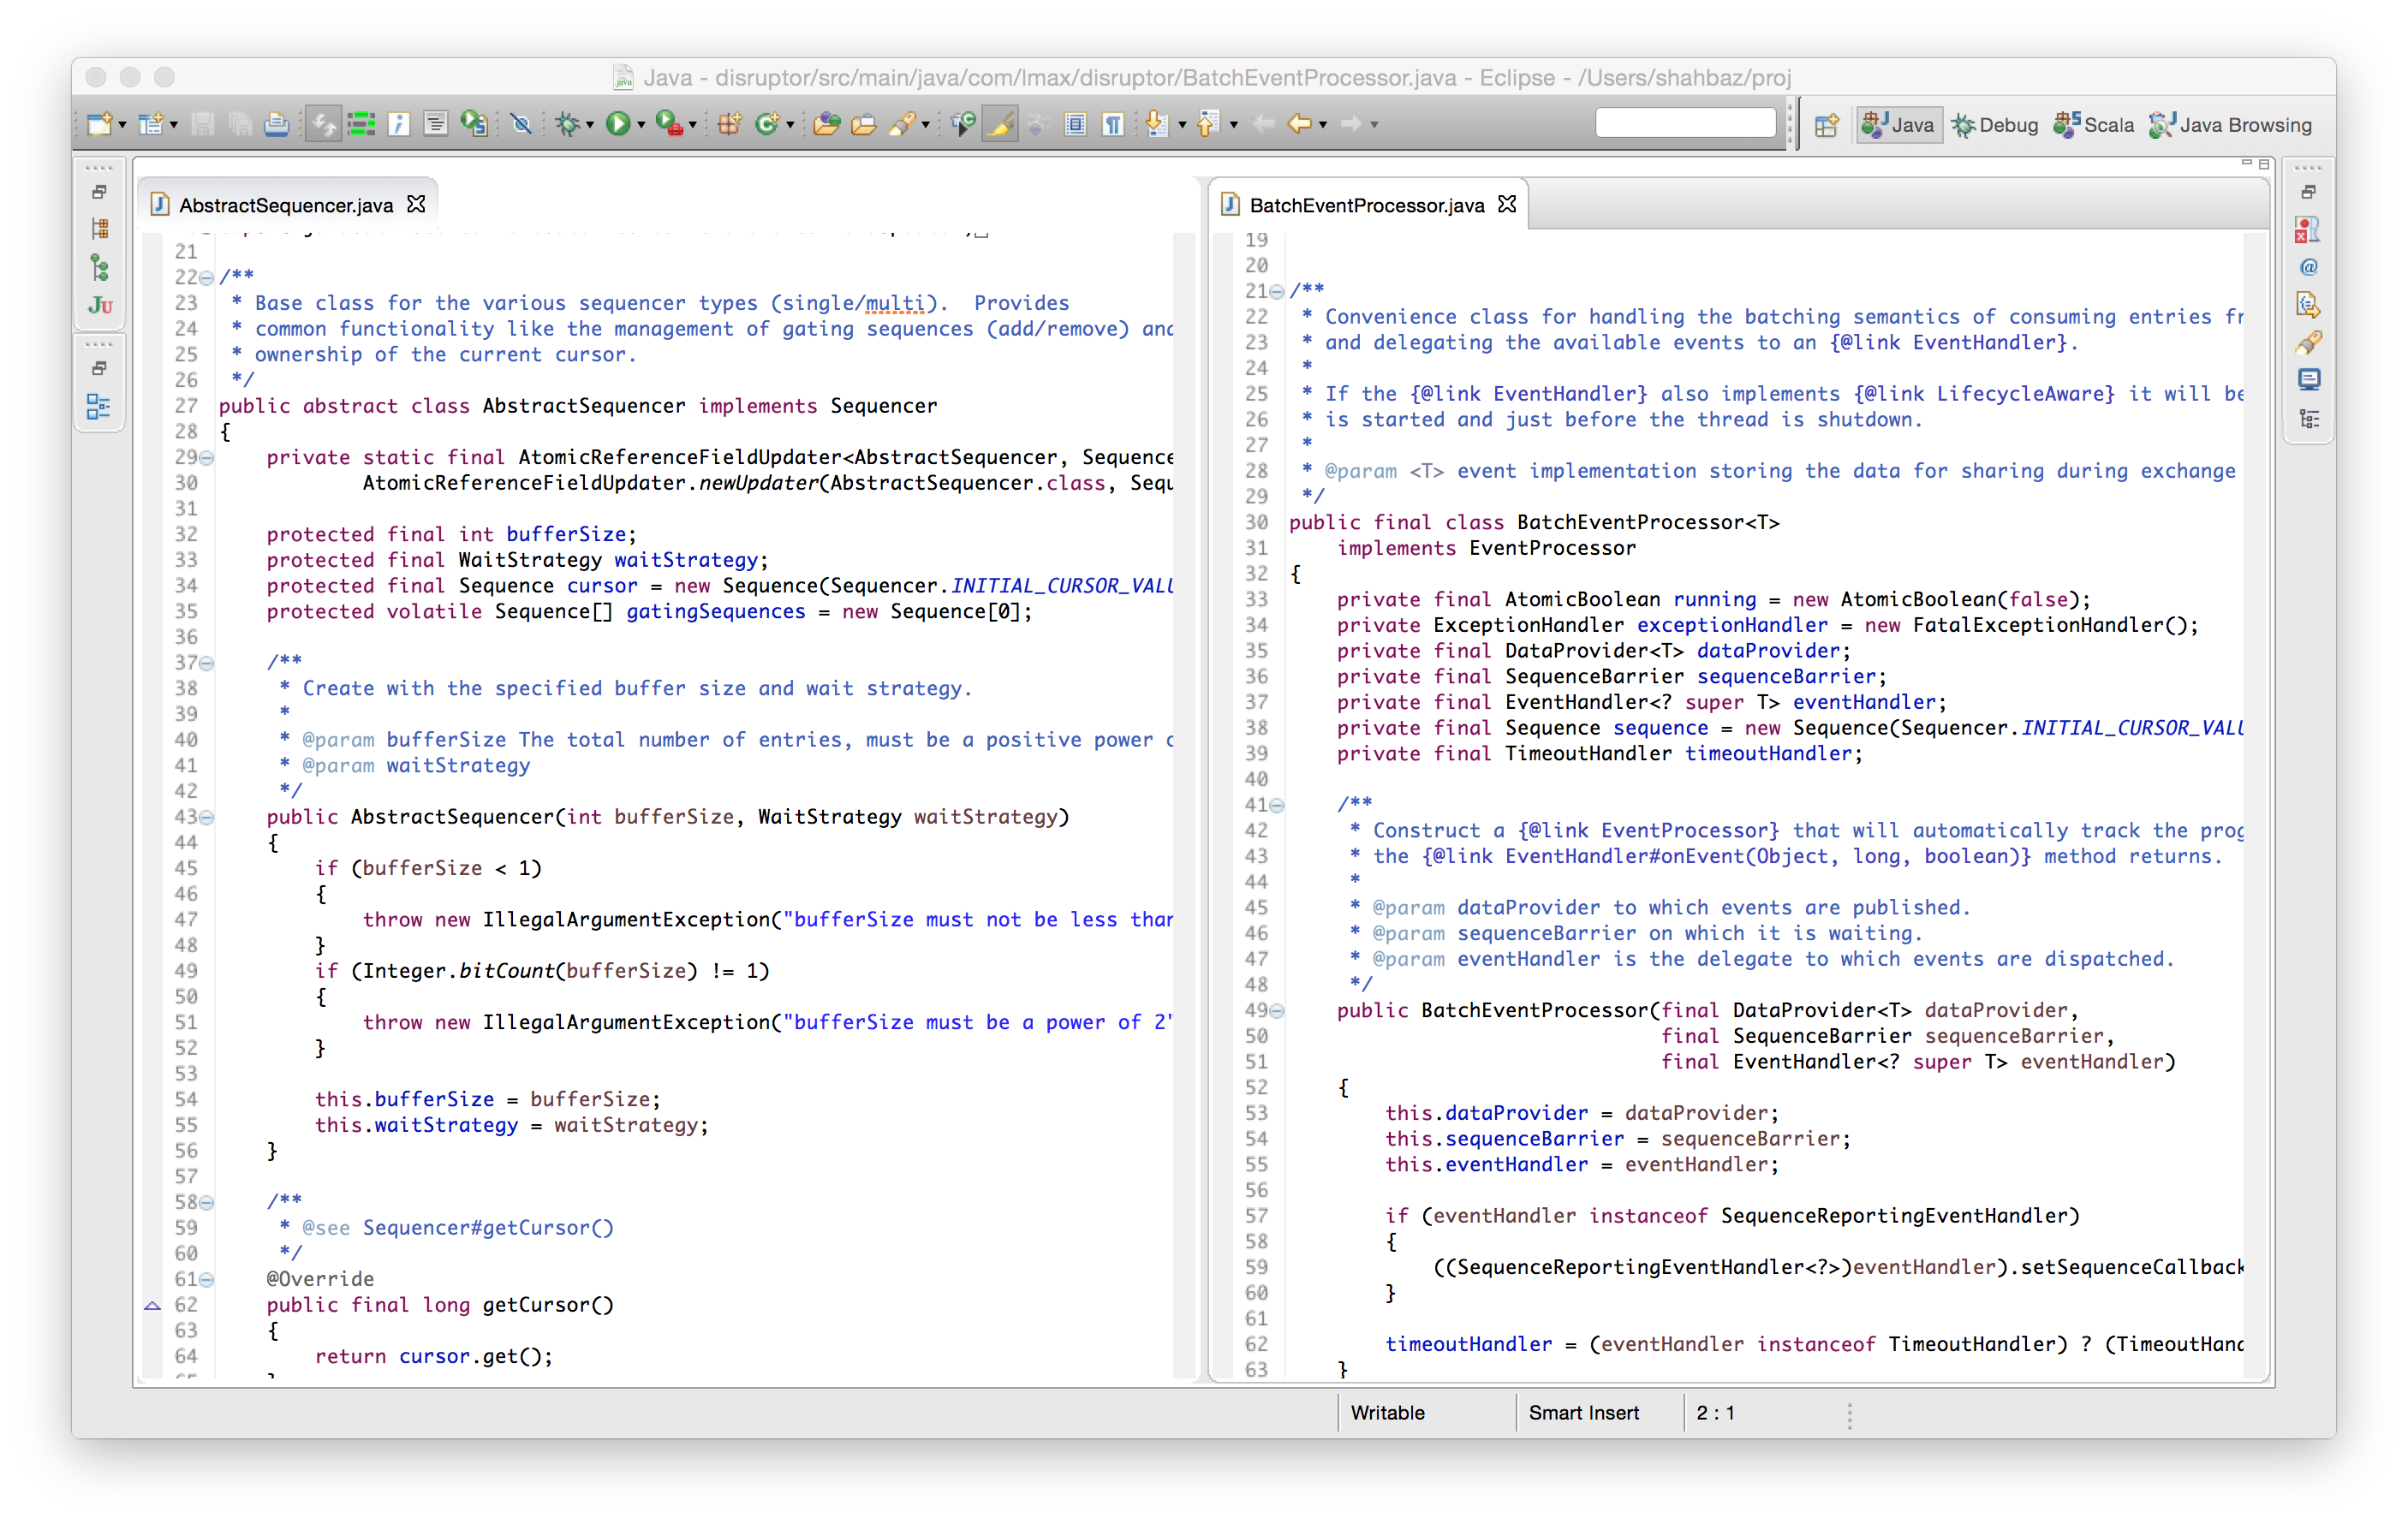 Java - disruptor/src/main/java/com/lmax/disruptor/BatchEventProcessor.java - Eclipse - /Users/shahbaz/proj
Java Debug Scala Java Browsing
AbstractSequencer.java
21
22 /**
23 * Base class for the various sequencer types (single/multi).  Provides
24 * common functionality like the management of gating sequences (add/remove) and
25 * ownership of the current cursor.
26 */
27 public abstract class AbstractSequencer implements Sequencer
28 {
29 private static final AtomicReferenceFieldUpdater<AbstractSequencer, Sequence
30 AtomicReferenceFieldUpdater.newUpdater(AbstractSequencer.class, Sequ
31
32 protected final int bufferSize;
33 protected final WaitStrategy waitStrategy;
34 protected final Sequence cursor = new Sequence(Sequencer.INITIAL_CURSOR_VALU
35 protected volatile Sequence[] gatingSequences = new Sequence[0];
36
37 /**
38 * Create with the specified buffer size and wait strategy.
39 *
40 * @param bufferSize The total number of entries, must be a positive power o
41 * @param waitStrategy
42 */
43 public AbstractSequencer(int bufferSize, WaitStrategy waitStrategy)
44 {
45 if (bufferSize < 1)
46 {
47 throw new IllegalArgumentException("bufferSize must not be less than
48 }
49 if (Integer.bitCount(bufferSize) != 1)
50 {
51 throw new IllegalArgumentException("bufferSize must be a power of 2"
52 }
53
54 this.bufferSize = bufferSize;
55 this.waitStrategy = waitStrategy;
56 }
57
58 /**
59 * @see Sequencer#getCursor()
60 */
61 @Override
62 public final long getCursor()
63 {
64 return cursor.get();
BatchEventProcessor.java
19
20
21 /**
22 * Convenience class for handling the batching semantics of consuming entries fr
23 * and delegating the available events to an {@link EventHandler}.
24 *
25 * If the {@link EventHandler} also implements {@link LifecycleAware} it will be
26 * is started and just before the thread is shutdown.
27 *
28 * @param <T> event implementation storing the data for sharing during exchange
29 */
30 public final class BatchEventProcessor<T>
31 implements EventProcessor
32 {
33 private final AtomicBoolean running = new AtomicBoolean(false);
34 private ExceptionHandler exceptionHandler = new FatalExceptionHandler();
35 private final DataProvider<T> dataProvider;
36 private final SequenceBarrier sequenceBarrier;
37 private final EventHandler<? super T> eventHandler;
38 private final Sequence sequence = new Sequence(Sequencer.INITIAL_CURSOR_VALU
39 private final TimeoutHandler timeoutHandler;
40
41 /**
42 * Construct a {@link EventProcessor} that will automatically track the prog
43 * the {@link EventHandler#onEvent(Object, long, boolean)} method returns.
44 *
45 * @param dataProvider to which events are published.
46 * @param sequenceBarrier on which it is waiting.
47 * @param eventHandler is the delegate to which events are dispatched.
48 */
49 public BatchEventProcessor(final DataProvider<T> dataProvider,
50 final SequenceBarrier sequenceBarrier,
51 final EventHandler<? super T> eventHandler)
52 {
53 this.dataProvider = dataProvider;
54 this.sequenceBarrier = sequenceBarrier;
55 this.eventHandler = eventHandler;
56
57 if (eventHandler instanceof SequenceReportingEventHandler)
58 {
59 ((SequenceReportingEventHandler<?>)eventHandler).setSequenceCallback
60 }
61
62 timeoutHandler = (eventHandler instanceof TimeoutHandler) ? (TimeoutHand
63 }
Writable Smart Insert 2 : 1